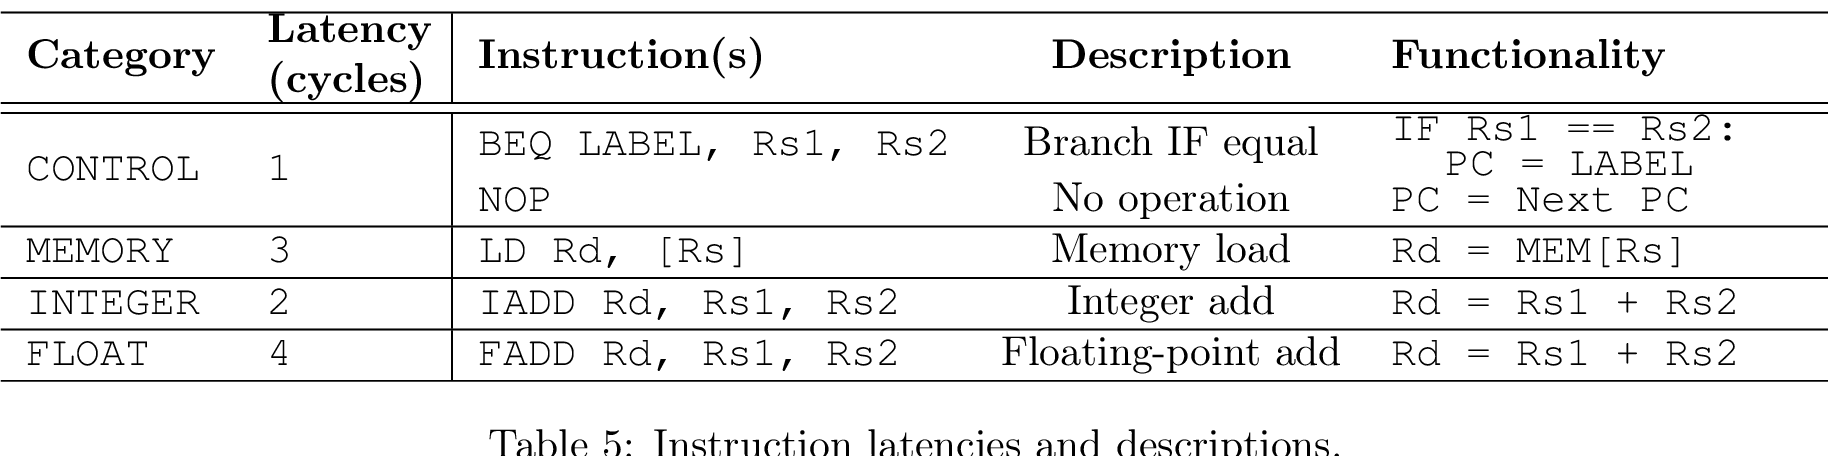 Category Latency (cycles) Instruction(s) Description Functionality
CONTROL 1 BEQ LABEL, Rs1, Rs2 Branch IF equal IF Rs1 == Rs2:
PC = LABEL
NOP No operation PC = Next PC
MEMORY 3 LD Rd, [Rs] Memory load Rd = MEM[Rs]
INTEGER 2 IADD Rd, Rs1, Rs2 Integer add Rd = Rs1 + Rs2
FLOAT 4 FADD Rd, Rs1, Rs2 Floating-point add Rd = Rs1 + Rs2
Table 5: Instruction latencies and descriptions.